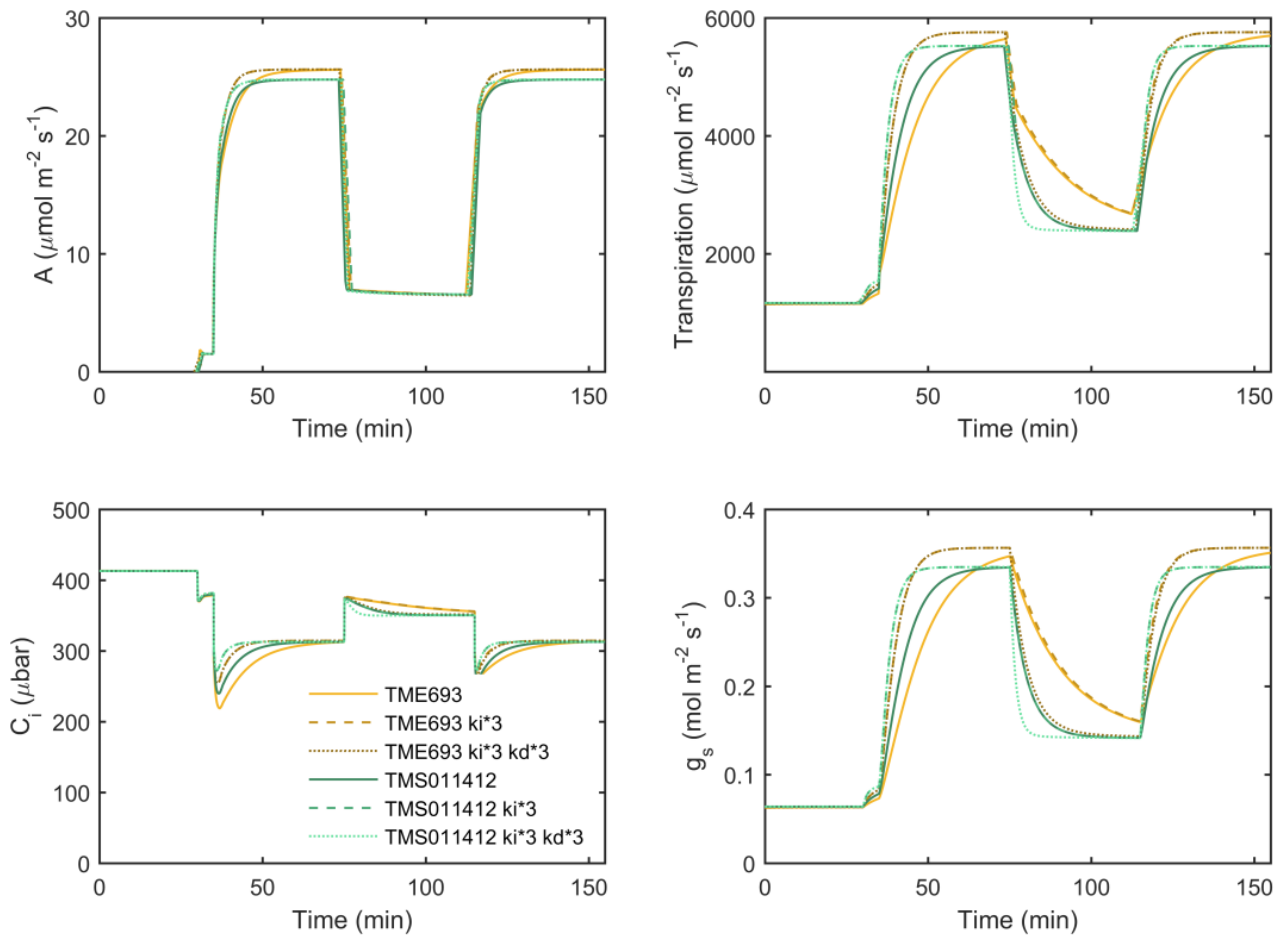 30
20
10
0
A (μmol m⁻² s⁻¹)
0 50 100 150
Time (min)
6000
4000
2000
0
Transpiration (μmol m⁻² s⁻¹)
0 50 100 150
Time (min)
500
400
300
200
100
0
C_i (μbar)
TME693
TME693 ki*3
TME693 ki*3 kd*3
TMS011412
TMS011412 ki*3
TMS011412 ki*3 kd*3
0 50 100 150
Time (min)
0.4
0.3
0.2
0.1
0
g_s (mol m⁻² s⁻¹)
0 50 100 150
Time (min)